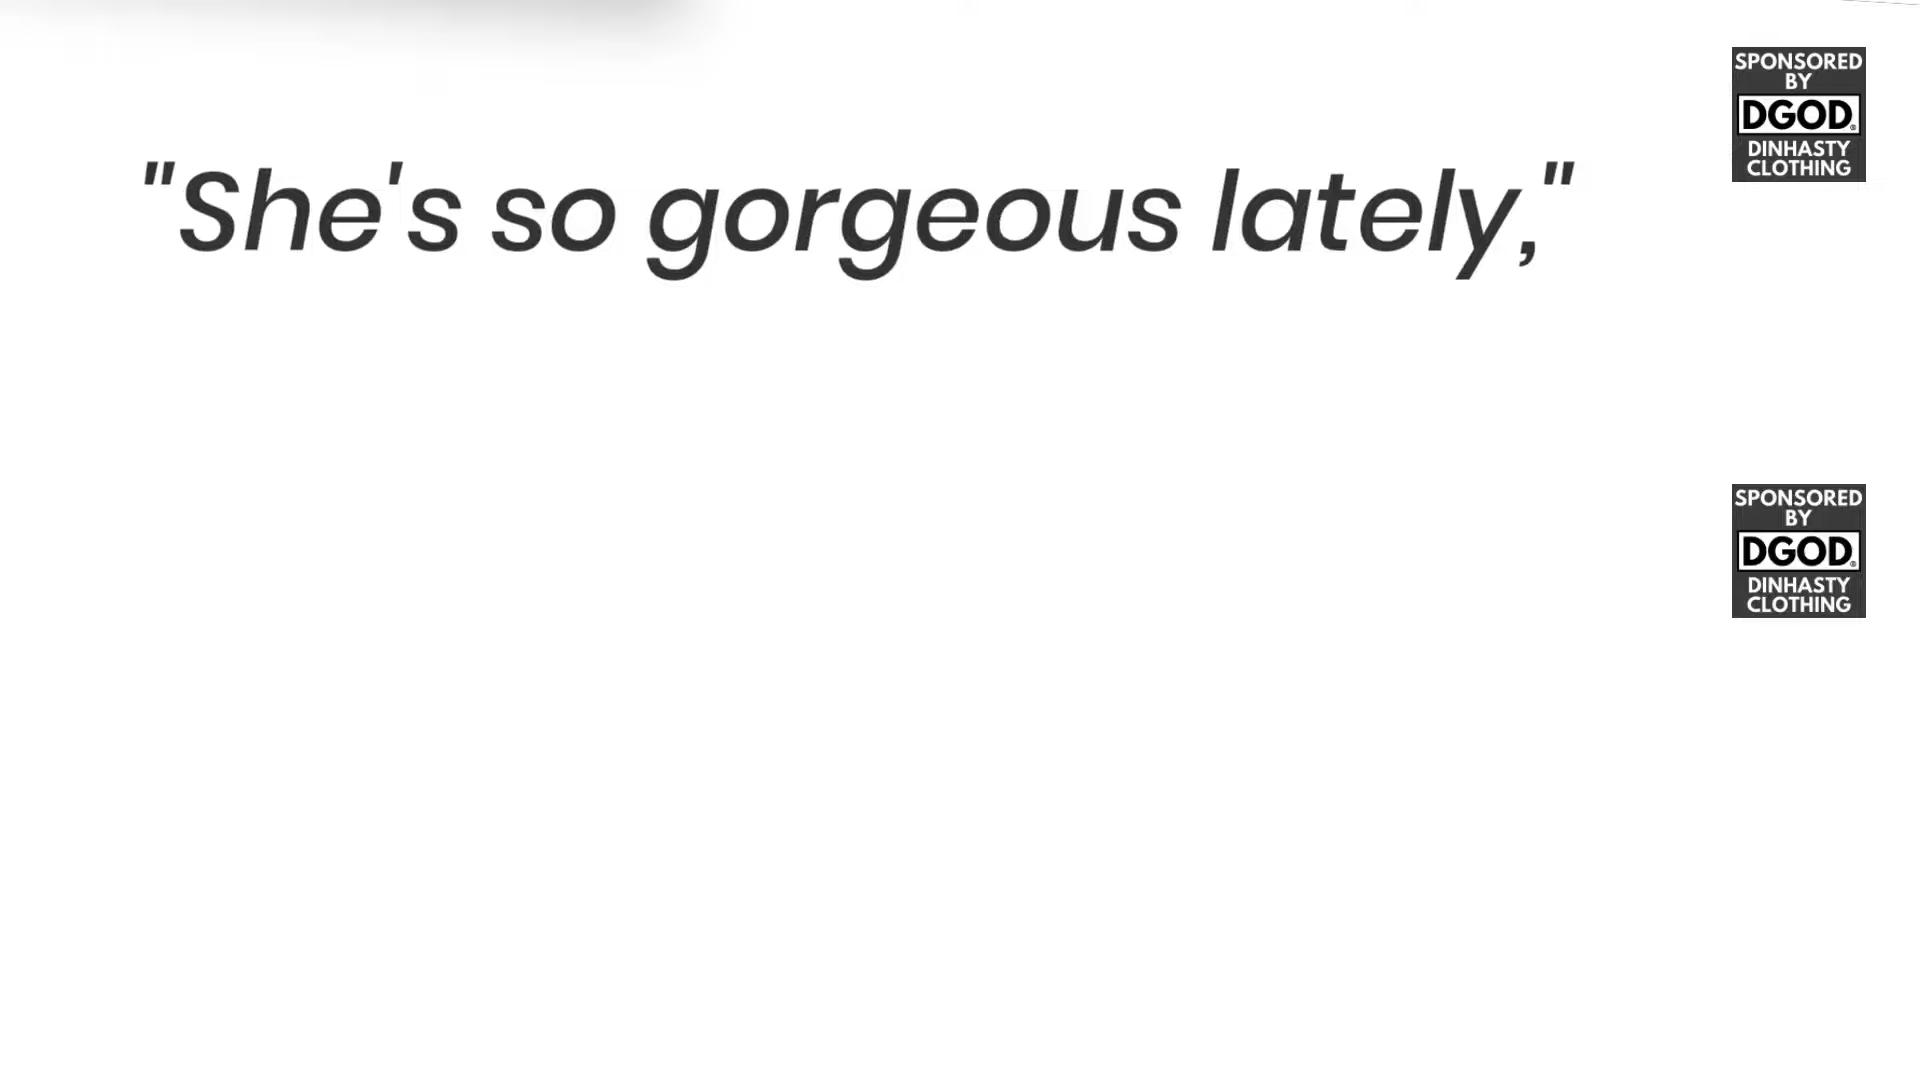 "She's so gorgeous lately,"
SPONSORED
BY
DGOD®
DINHASTY
CLOTHING
SPONSORED
BY
DGOD®
DINHASTY
CLOTHING